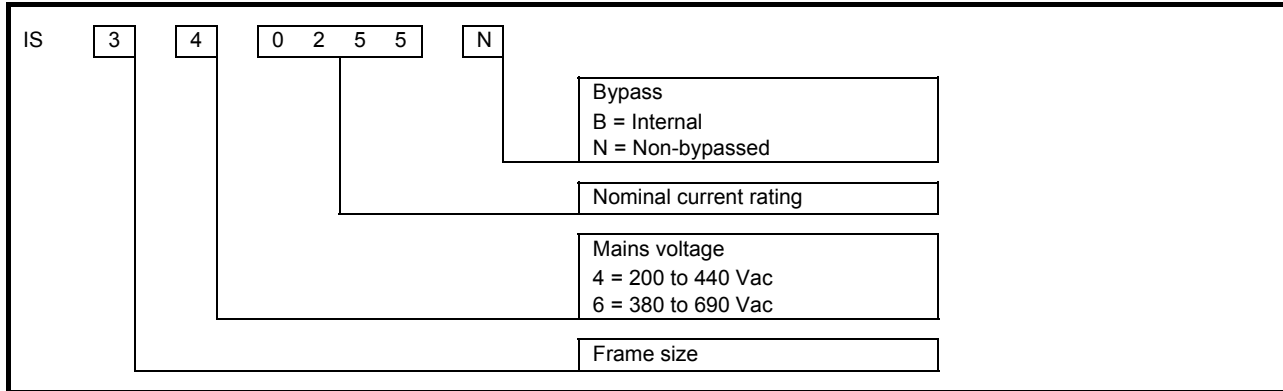 IS 3 4 0 2 5 5 N
Bypass
B = Internal
N = Non-bypassed
Nominal current rating
Mains voltage
4 = 200 to 440 Vac
6 = 380 to 690 Vac
Frame size